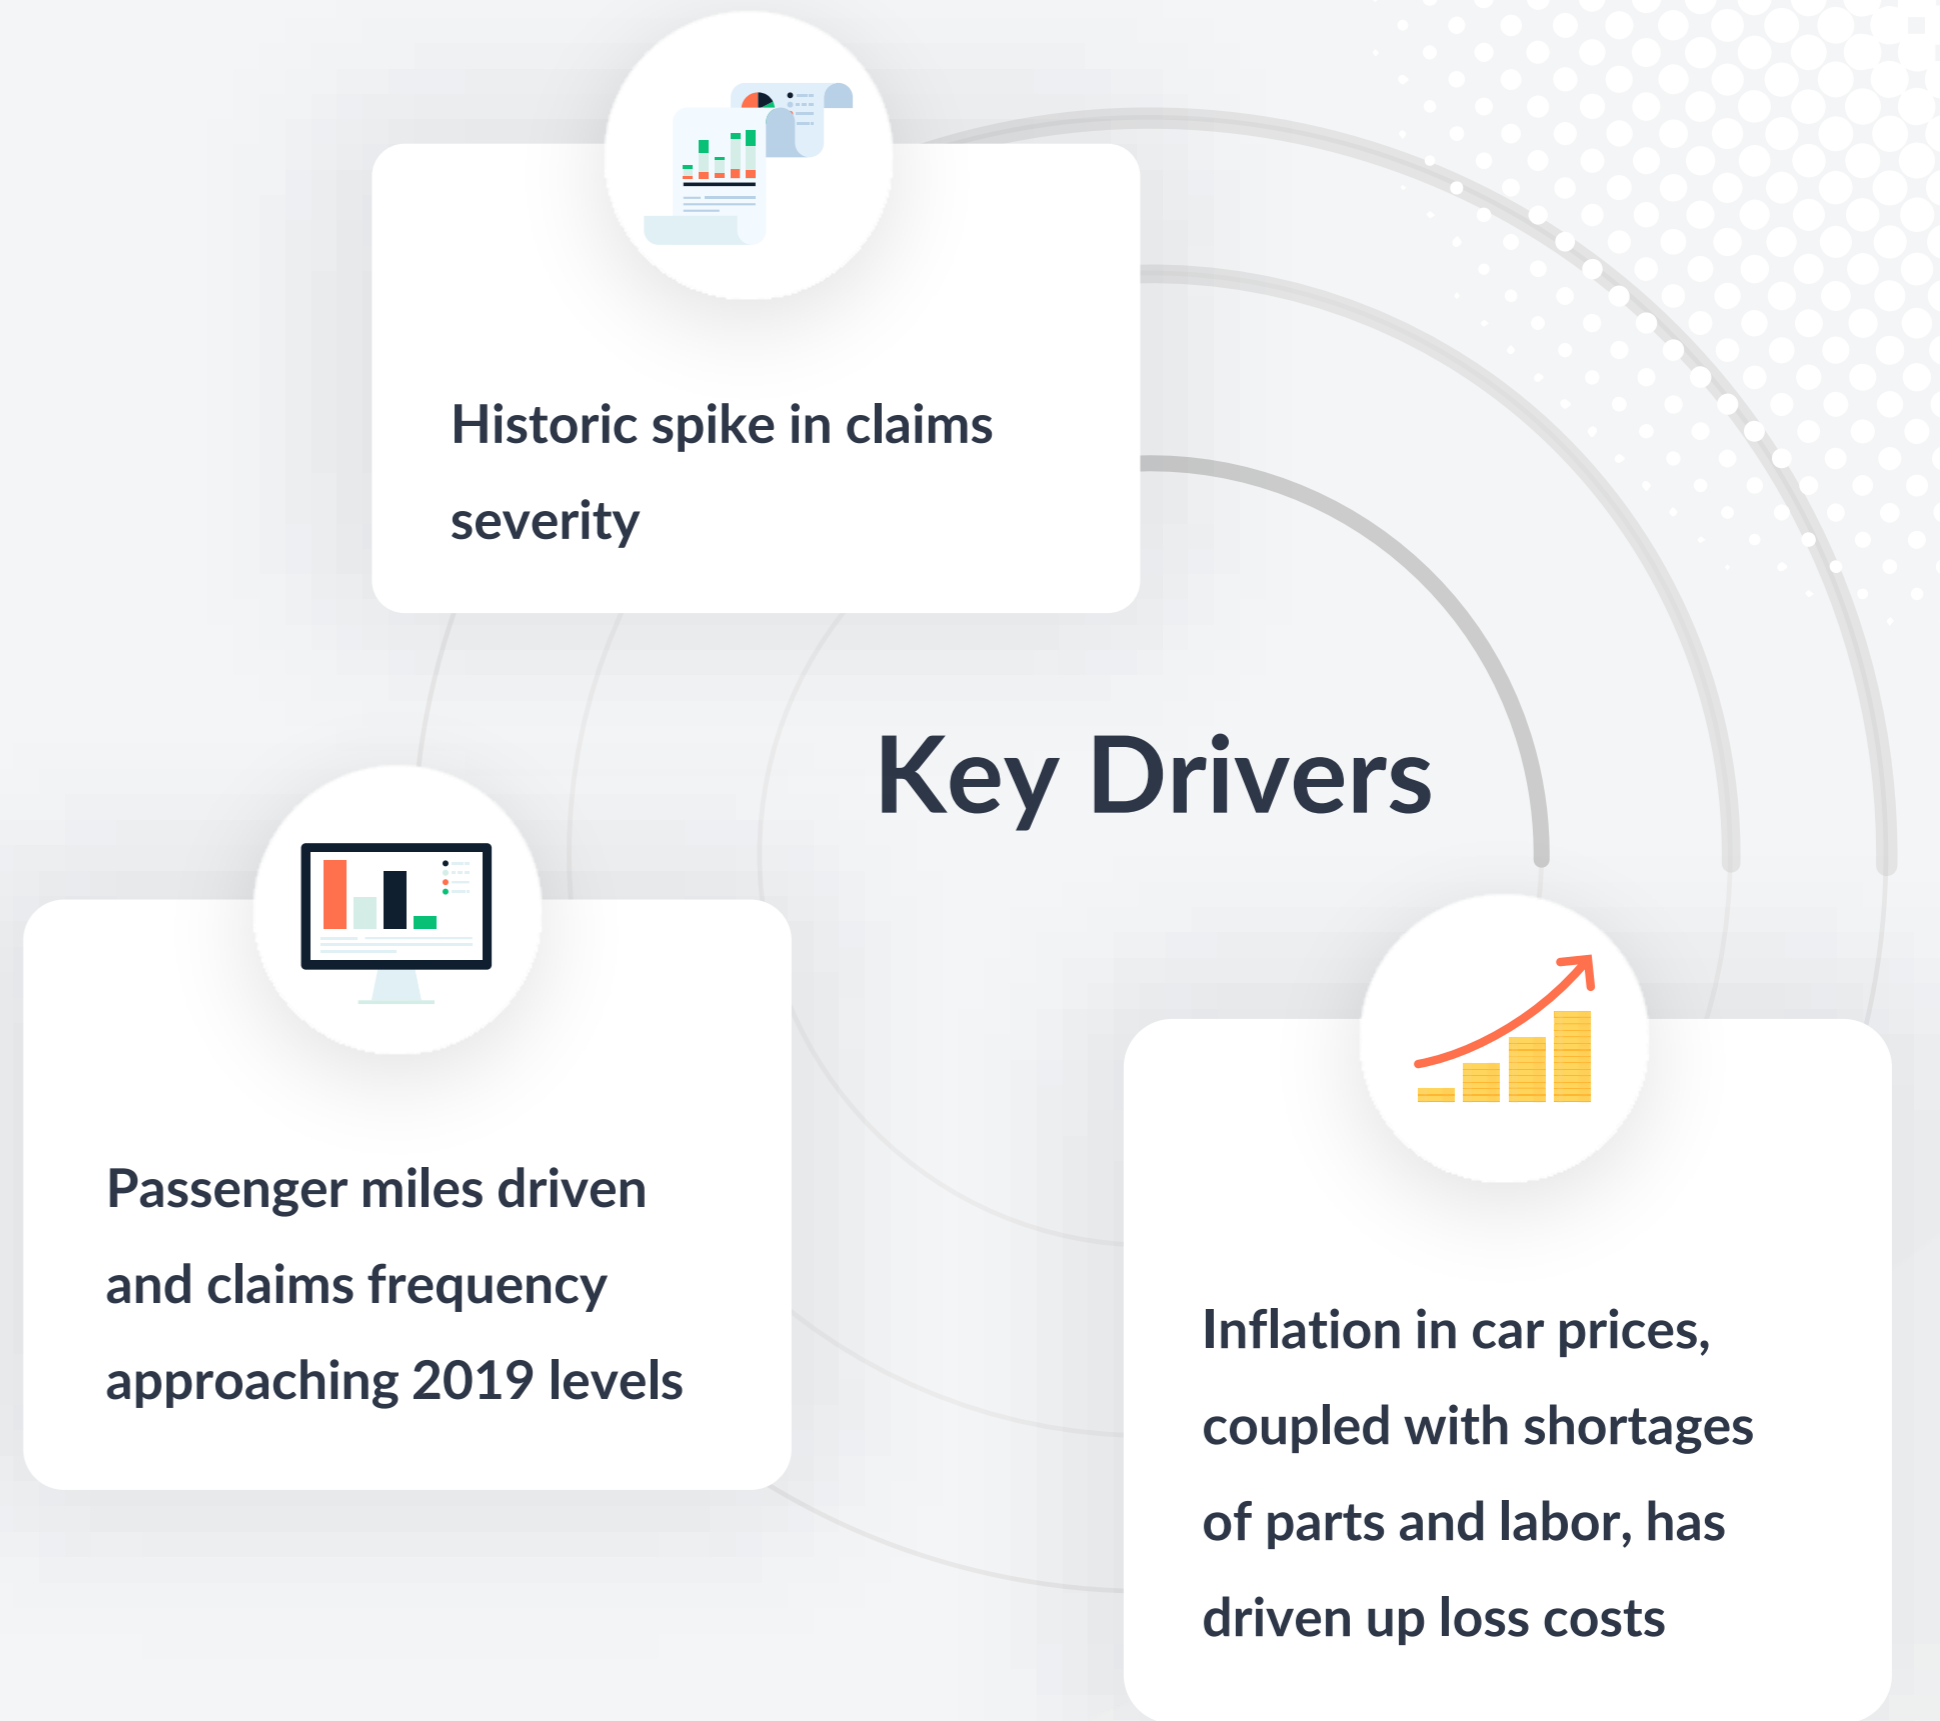 Historic spike in claims
severity
Key Drivers
Passenger miles driven
and claims frequency
approaching 2019 levels
Inflation in car prices,
coupled with shortages
of parts and labor, has
driven up loss costs